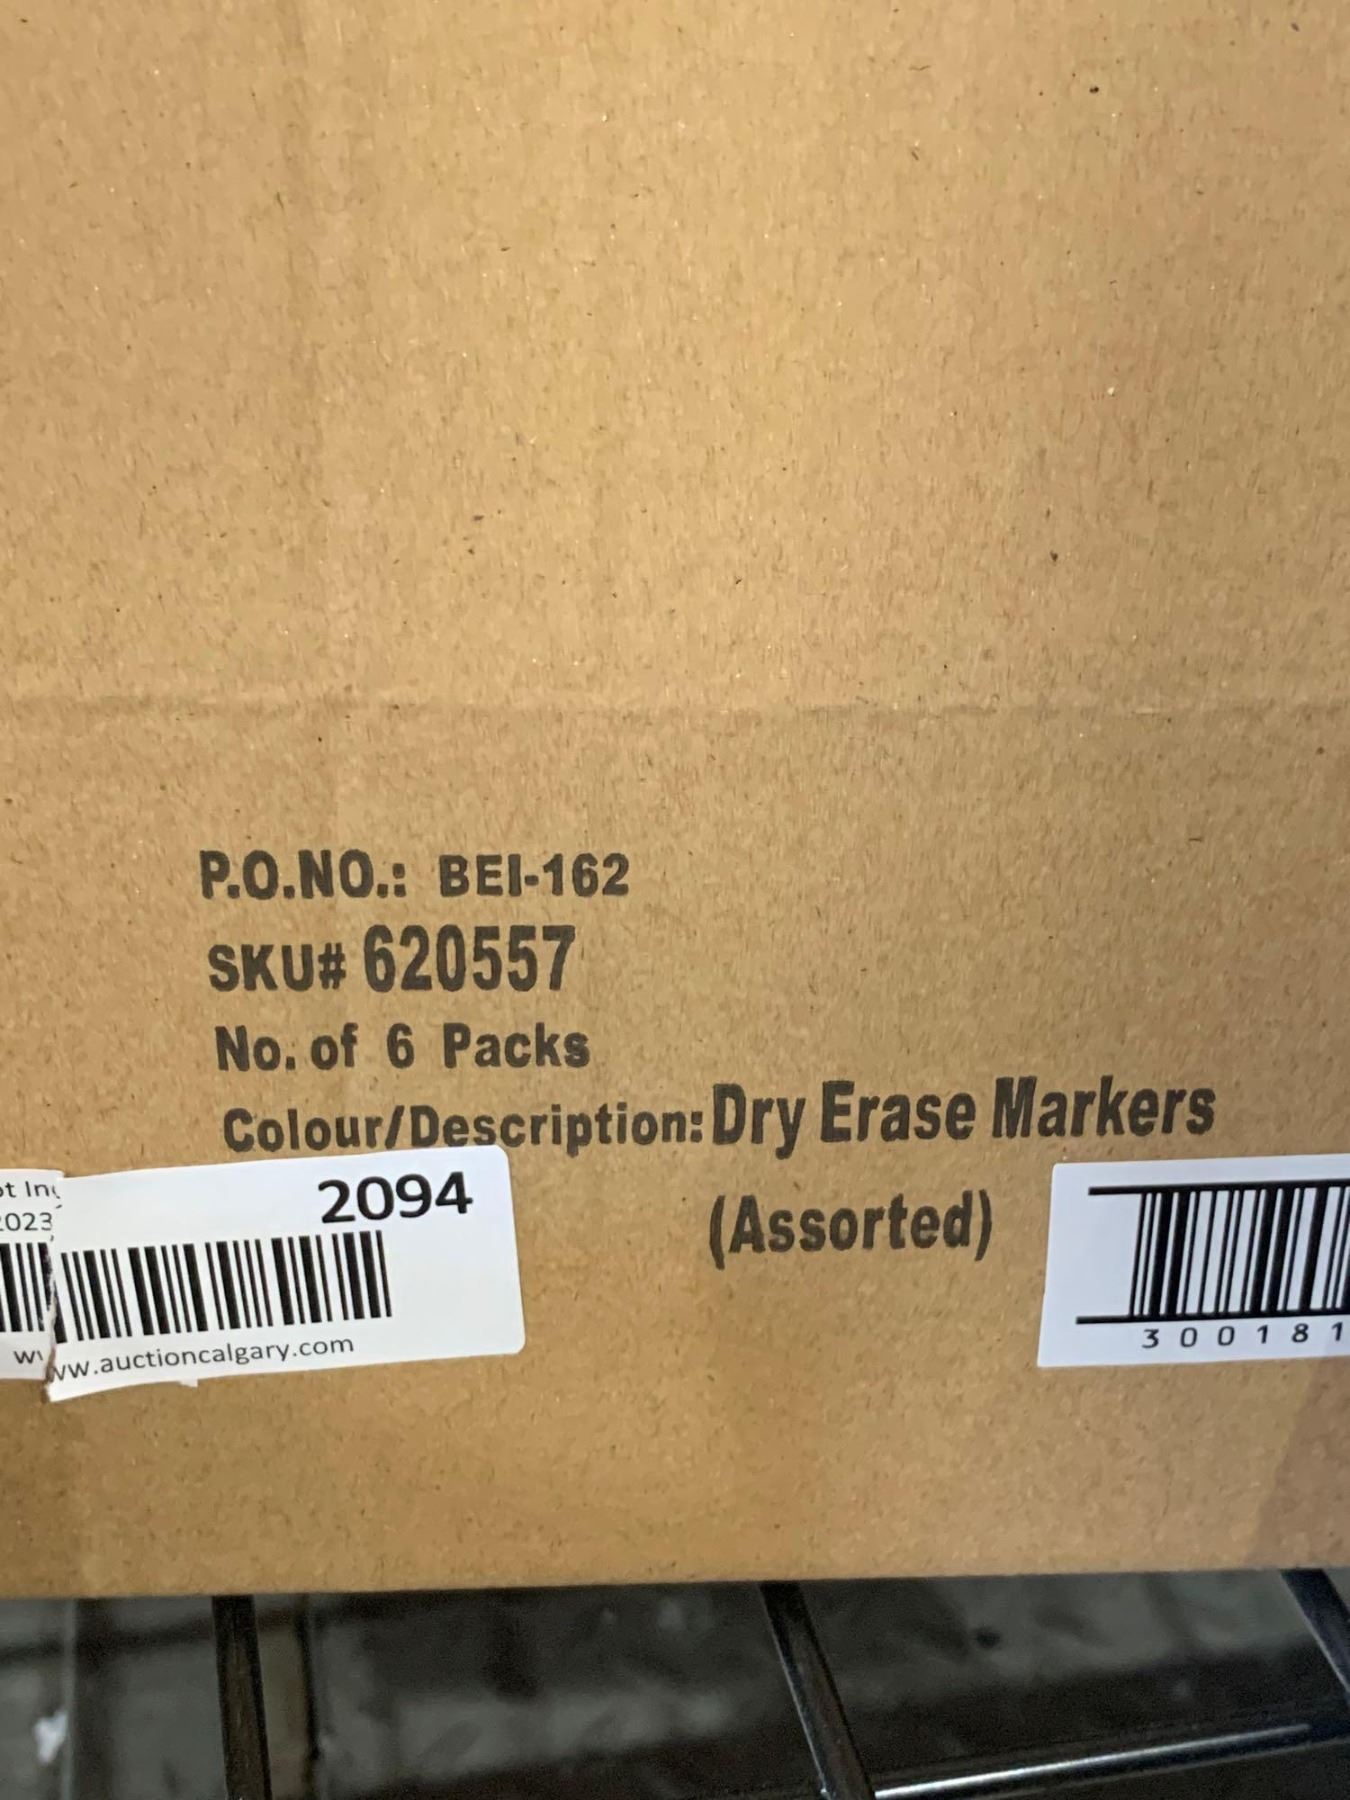 P.O.NO.: BEI-162
SKU# 620557
No. of 6 Packs
Colour/Description: Dry Erase Markers
(Assorted)
2094
www.auctioncalgary.com
300181